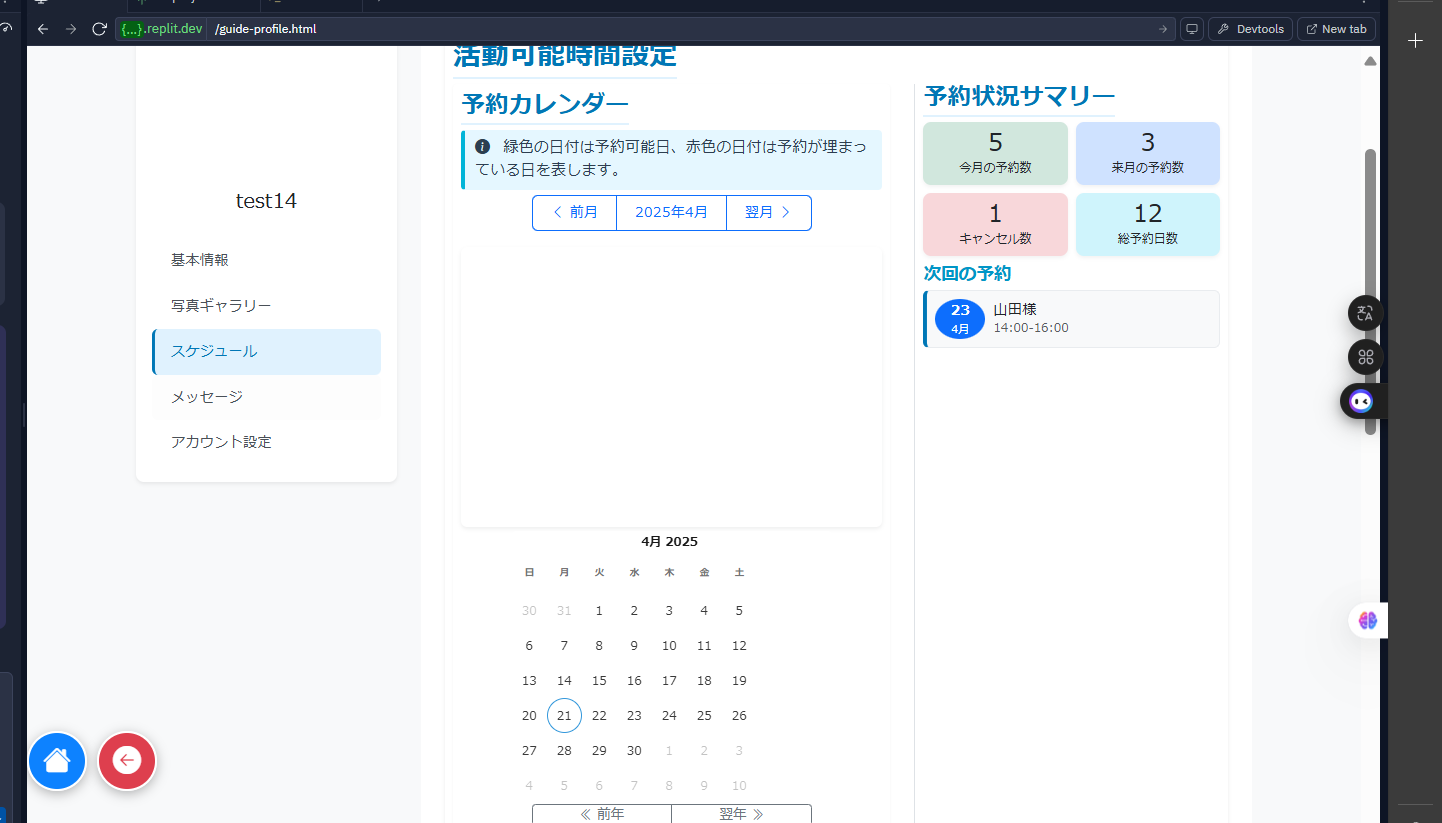 {...}.replit.dev /guide-profile.html
Devtools
New tab
活動可能時間設定
予約カレンダー
緑色の日付は予約可能日、赤色の日付は予約が埋まっ
ている日を表します。
前月 2025年4月 翌月
test14
基本情報
写真ギャラリー
スケジュール
メッセージ
アカウント設定
4月 2025
日 月 火 水 木 金 土
30 31 1 2 3 4 5
6 7 8 9 10 11 12
13 14 15 16 17 18 19
20 21 22 23 24 25 26
27 28 29 30 1 2 3
4 5 6 7 8 9 10
前年 翌年
予約状況サマリー
5
今月の予約数
3
来月の予約数
1
キャンセル数
12
総予約日数
次回の予約
23
4月
山田様
14:00-16:00